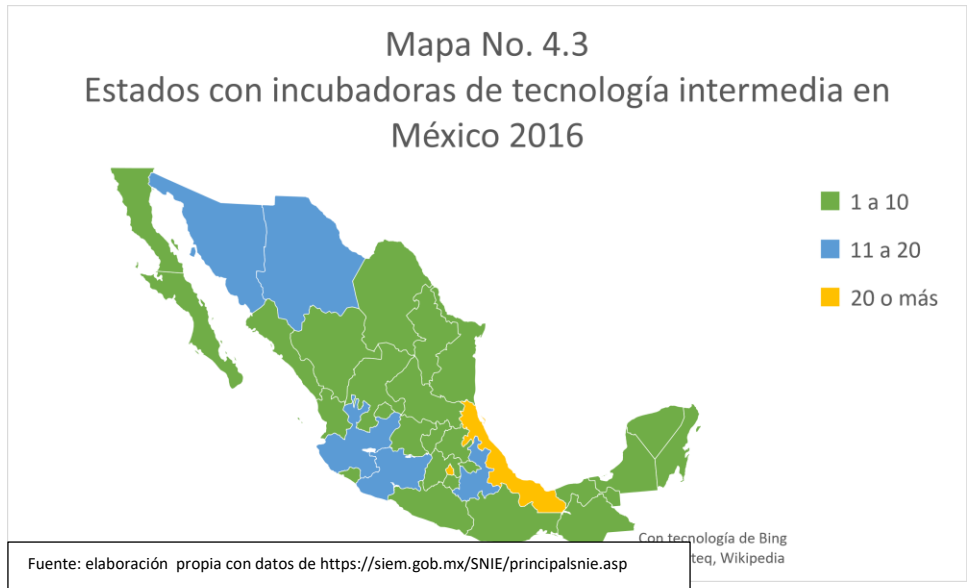 Mapa No. 4.3
Estados con incubadoras de tecnología intermedia en
México 2016
1 a 10
11 a 20
20 o más
Con tecnología de Bing
teq, Wikipedia
Fuente: elaboración propia con datos de https://siem.gob.mx/SNIE/principalsnie.asp